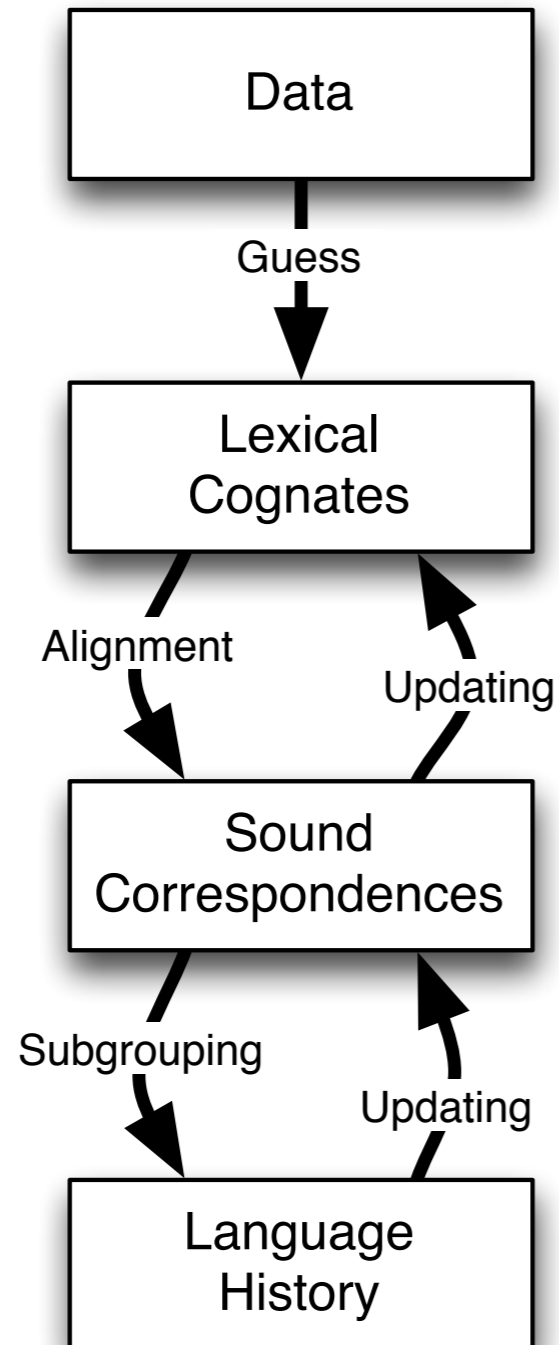 Data
Guess
Lexical
Cognates
Alignment
Updating
Sound
Correspondences
Subgrouping
Updating
Language
History